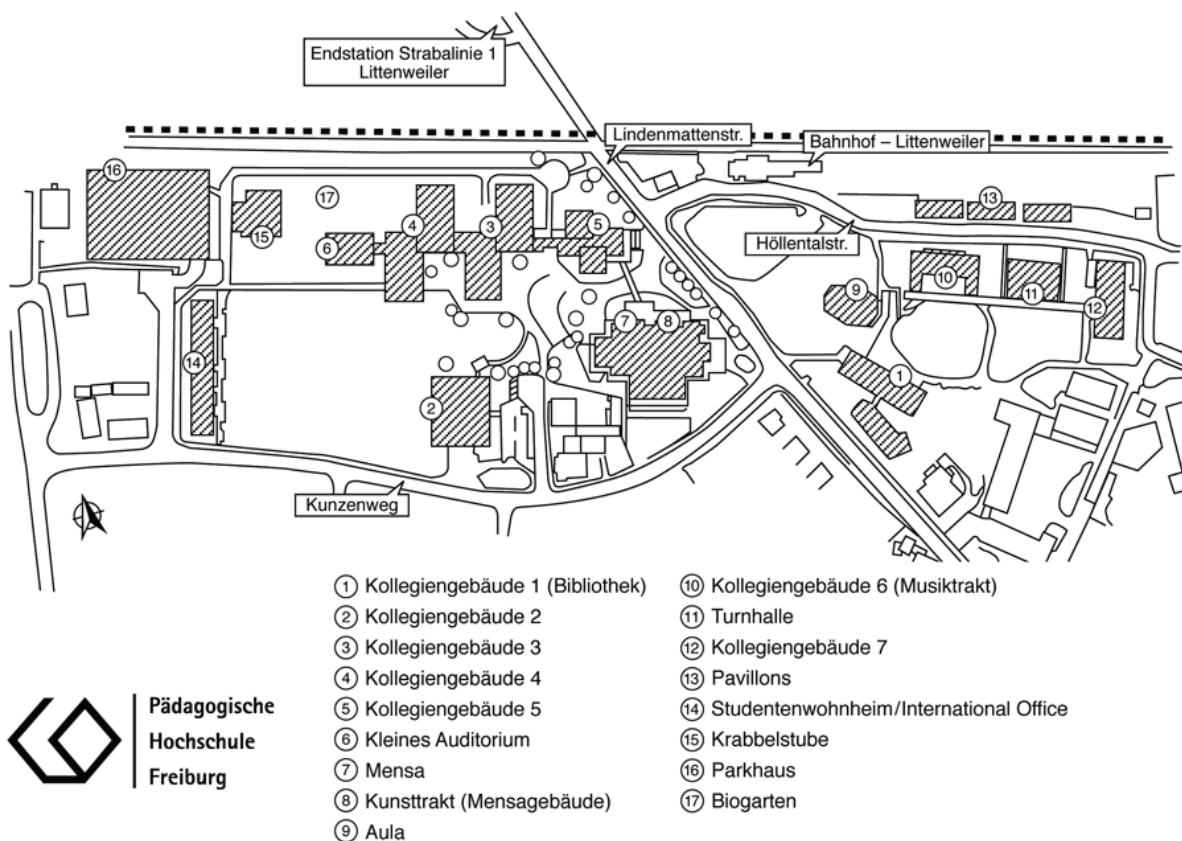 Endstation Strabalinie 1
Littenweiler
Lindenmattenstr.
Bahnhof – Littenweiler
16
17
13
15
6
4
3
5
Höllentalstr.
10
11
9
12
7
8
14
1
2
Kunzenweg
1 Kollegiengebäude 1 (Bibliothek)
2 Kollegiengebäude 2
3 Kollegiengebäude 3
4 Kollegiengebäude 4
5 Kollegiengebäude 5
6 Kleines Auditorium
7 Mensa
8 Kunsttrakt (Mensagebäude)
9 Aula
10 Kollegiengebäude 6 (Musiktrakt)
11 Turnhalle
12 Kollegiengebäude 7
13 Pavillons
14 Studentenwohnheim/International Office
15 Krabbelstube
16 Parkhaus
17 Biogarten
Pädagogische
Hochschule
Freiburg